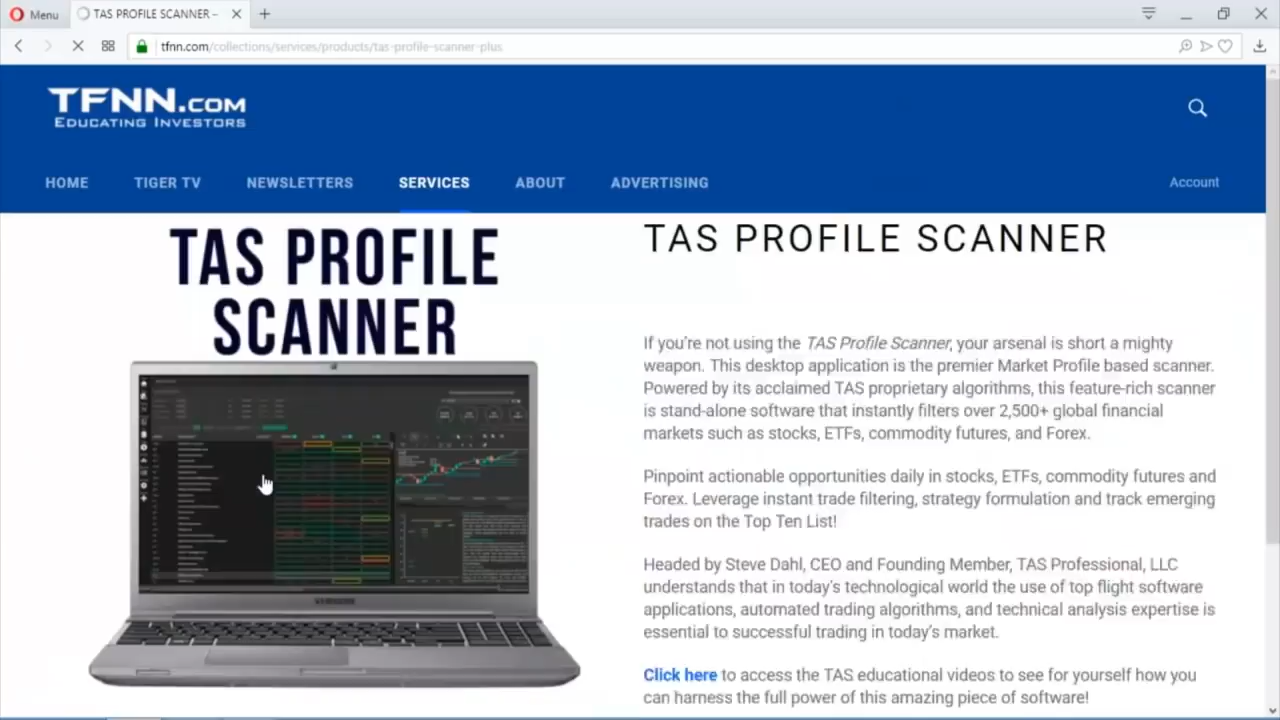 Menu
TAS PROFILE SCANNER –
tfnn.com/collections/services/products/tas-profile-scanner-plus
TFNN.COM
EDUCATING INVESTORS
HOME
TIGER TV
NEWSLETTERS
SERVICES
ABOUT
ADVERTISING
Account
TAS PROFILE
SCANNER
SAMSUNG
TAS PROFILE SCANNER
If you're not using the TAS Profile Scanner, your arsenal is short a mighty
weapon. This desktop application is the premier Market Profile based scanner.
Powered by its acclaimed TAS proprietary algorithms, this feature-rich scanner
is stand-alone software that instantly filters over 2,500+ global financial
markets such as stocks, ETFs, commodity futures, and Forex.
Pinpoint actionable opportunities daily in stocks, ETFs, commodity futures and
Forex. Leverage instant trade filtering, strategy formulation and track emerging
trades on the Top Ten List!
Headed by Steve Dahl, CEO and Founding Member, TAS Professional, LLC
understands that in today's technological world the use of top flight software
applications, automated trading algorithms, and technical analysis expertise is
essential to successful trading in today's market.
Click here to access the TAS educational videos to see for yourself how you
can harness the full power of this amazing piece of software!